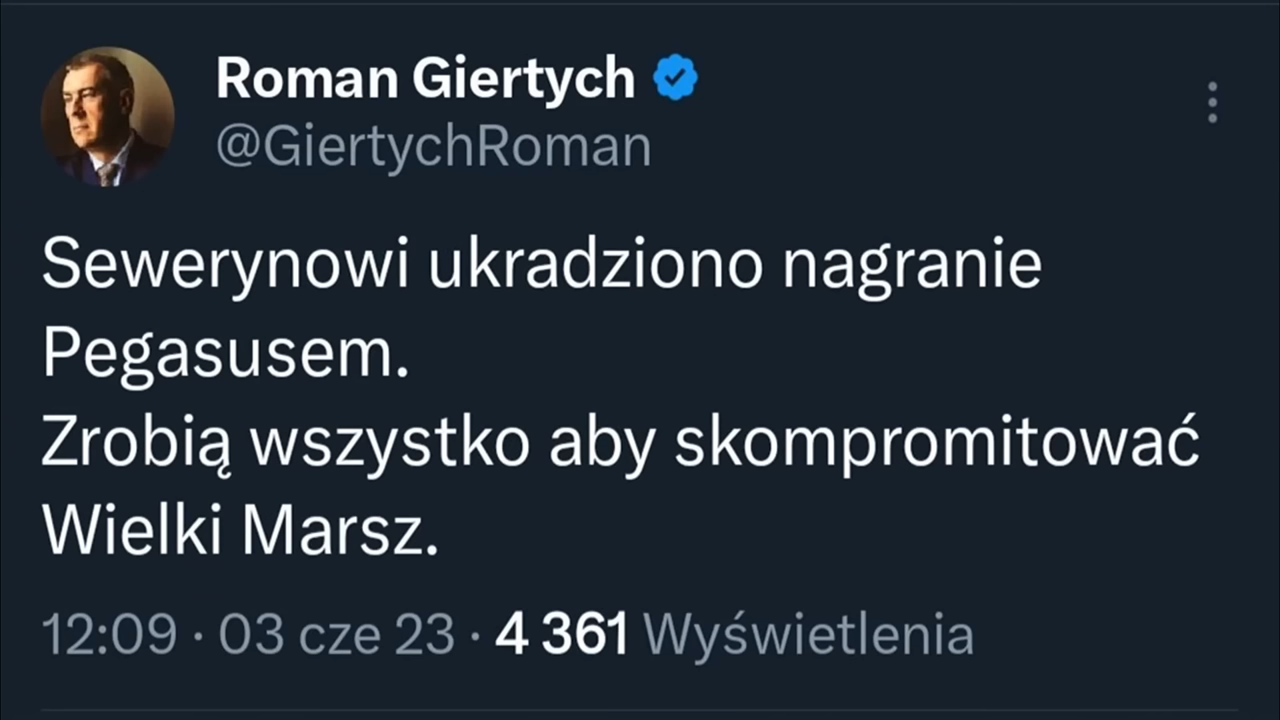 Roman Giertych
@GiertychRoman
Sewerynowi ukradziono nagranie
Pegasusem.
Zrobią wszystko aby skompromitować
Wielki Marsz.
12:09 · 03 cze 23 · 4 361 Wyświetlenia